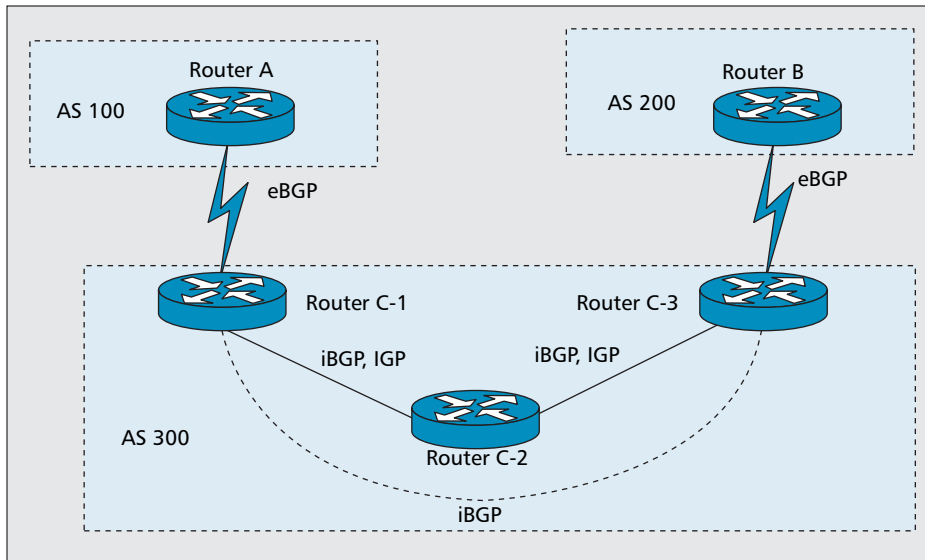 Router A
Router B
AS 100
AS 200
eBGP
eBGP
Router C-1
Router C-3
iBGP, IGP
iBGP, IGP
AS 300
Router C-2
iBGP